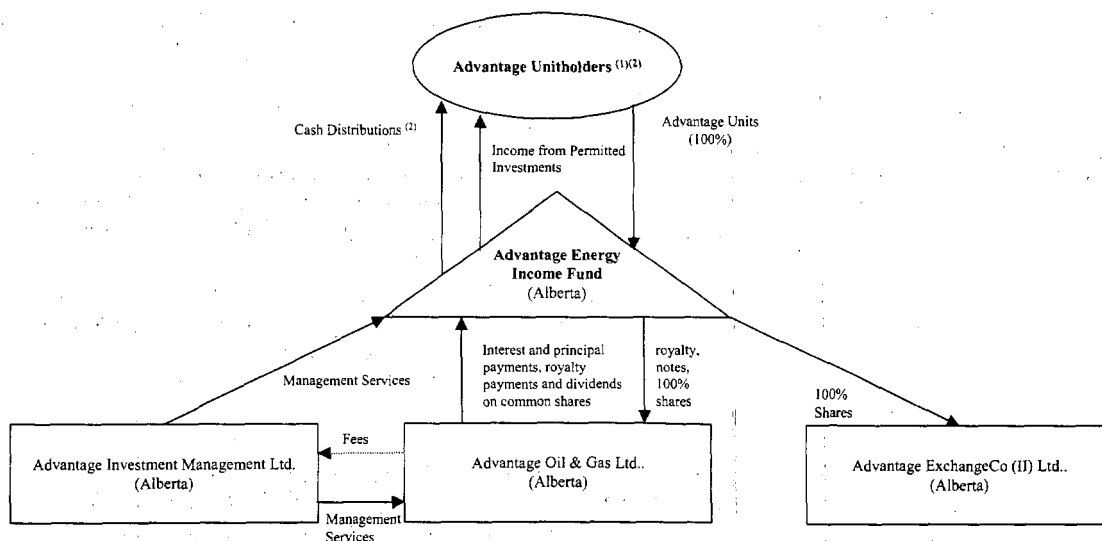 Advantage Unitholders (1)(2)
Cash Distributions (2)
Income from Permitted
Investments
Advantage Units
(100%)
Advantage Energy
Income Fund
(Alberta)
Management Services
Interest and principal
payments, royalty
payments and dividends
on common shares
royalty,
notes,
100%
shares
100%
Shares
Advantage Investment Management Ltd.
(Alberta)
Fees
Management
Services
Advantage Oil & Gas Ltd..
(Alberta)
Advantage ExchangeCo (II) Ltd..
(Alberta)